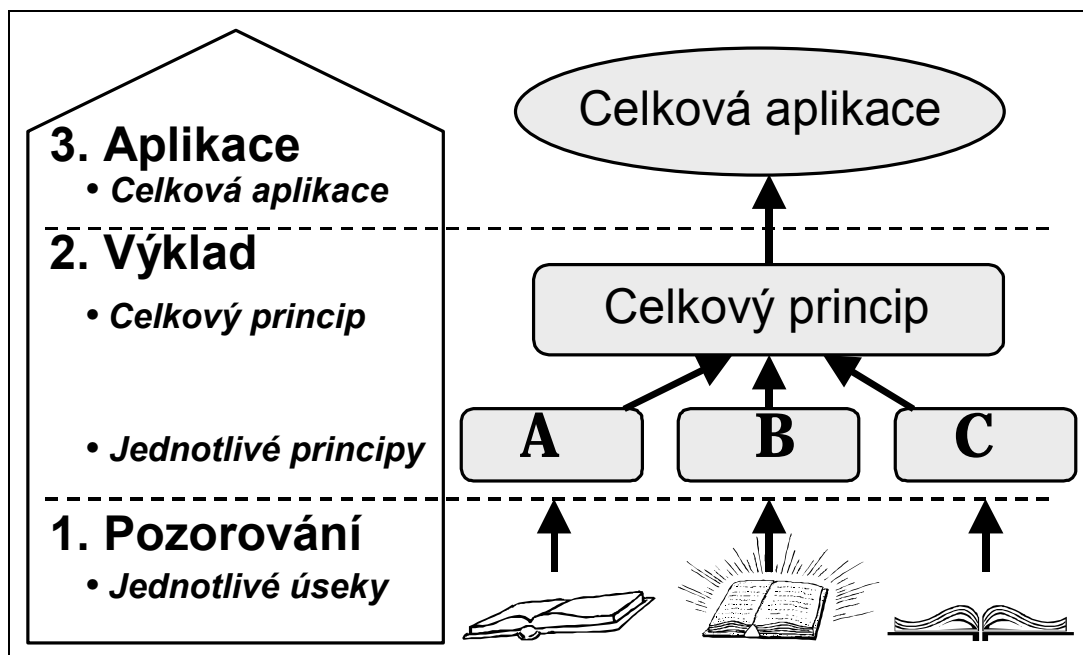 3. Aplikace
• Celková aplikace
2. Výklad
• Celkový princip
• Jednotlivé principy
1. Pozorování
• Jednotlivé úseky
Celková aplikace
Celkový princip
A B C